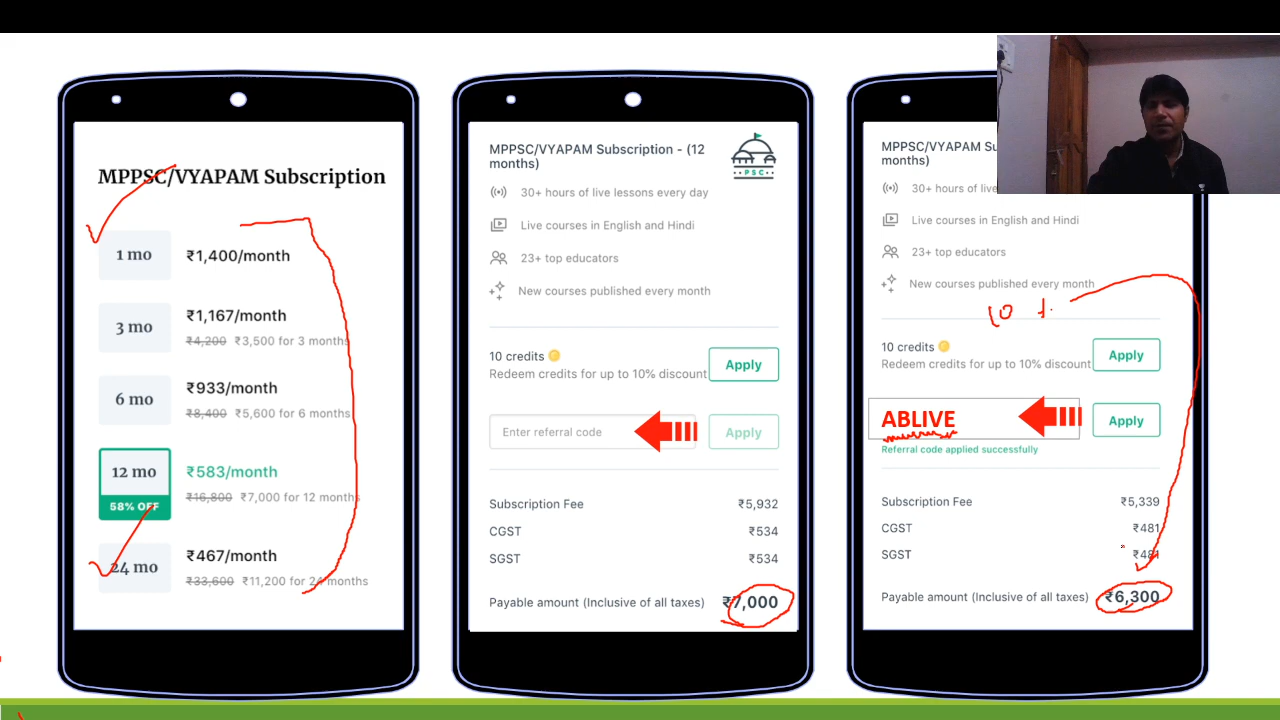 MPPSC/VYAPAM Subscription
1 mo
₹1,400/month
3 mo
₹1,167/month
₹4,200 ₹3,500 for 3 months
6 mo
₹933/month
₹8,400 ₹5,600 for 6 months
12 mo
58% OFF
₹583/month
₹16,800 ₹7,000 for 12 months
24 mo
₹467/month
₹33,600 ₹11,200 for 24 months
MPPSC/VYAPAM Subscription - (12
months)
PSC
30+ hours of live lessons every day
Live courses in English and Hindi
23+ top educators
New courses published every month
10 credits
Redeem credits for up to 10% discount
Apply
Enter referral code
Apply
Subscription Fee ₹5,932
CGST ₹534
SGST ₹534
Payable amount (Inclusive of all taxes) ₹7,000
MPPSC/VYAPAM
months)
30+ hours of live
Live courses in English and Hindi
23+ top educators
New courses published every month
10
10 credits
Redeem credits for up to 10% discount
Apply
ABLIVE
Apply
Referral code applied successfully
Subscription Fee ₹5,339
CGST ₹481
SGST ₹481
Payable amount (Inclusive of all taxes) ₹6,300